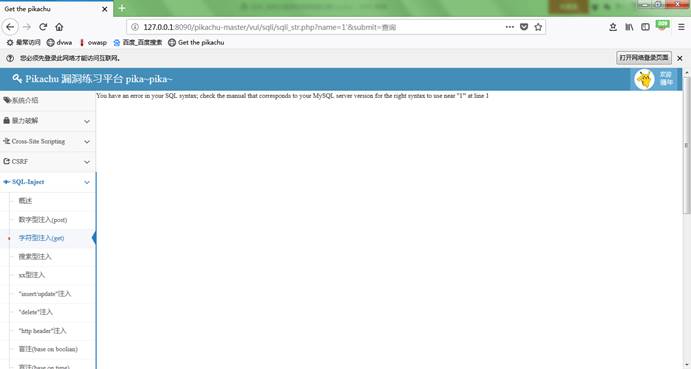 Get the pikachu
127.0.0.1:8090/pikachu-master/vul/sqli/sqli_str.php?name=1'&submit=查询
最常访问 dvwa owasp 百度_百度搜索 Get the pikachu
您必须先登录此网络才能访问互联网。 打开网络登录页面
Pikachu 漏洞练习平台 pika~pika~
欢迎
骚年
系统介绍
You have an error in your SQL syntax; check the manual that corresponds to your MySQL server version for the right syntax to use near ''1''' at line 1
暴力破解
Cross-Site Scripting
CSRF
SQL-Inject
概述
数字型注入(post)
字符型注入(get)
搜索型注入
xx型注入
"insert/update"注入
"delete"注入
"http header"注入
盲注(base on boolian)
盲注(base on time)